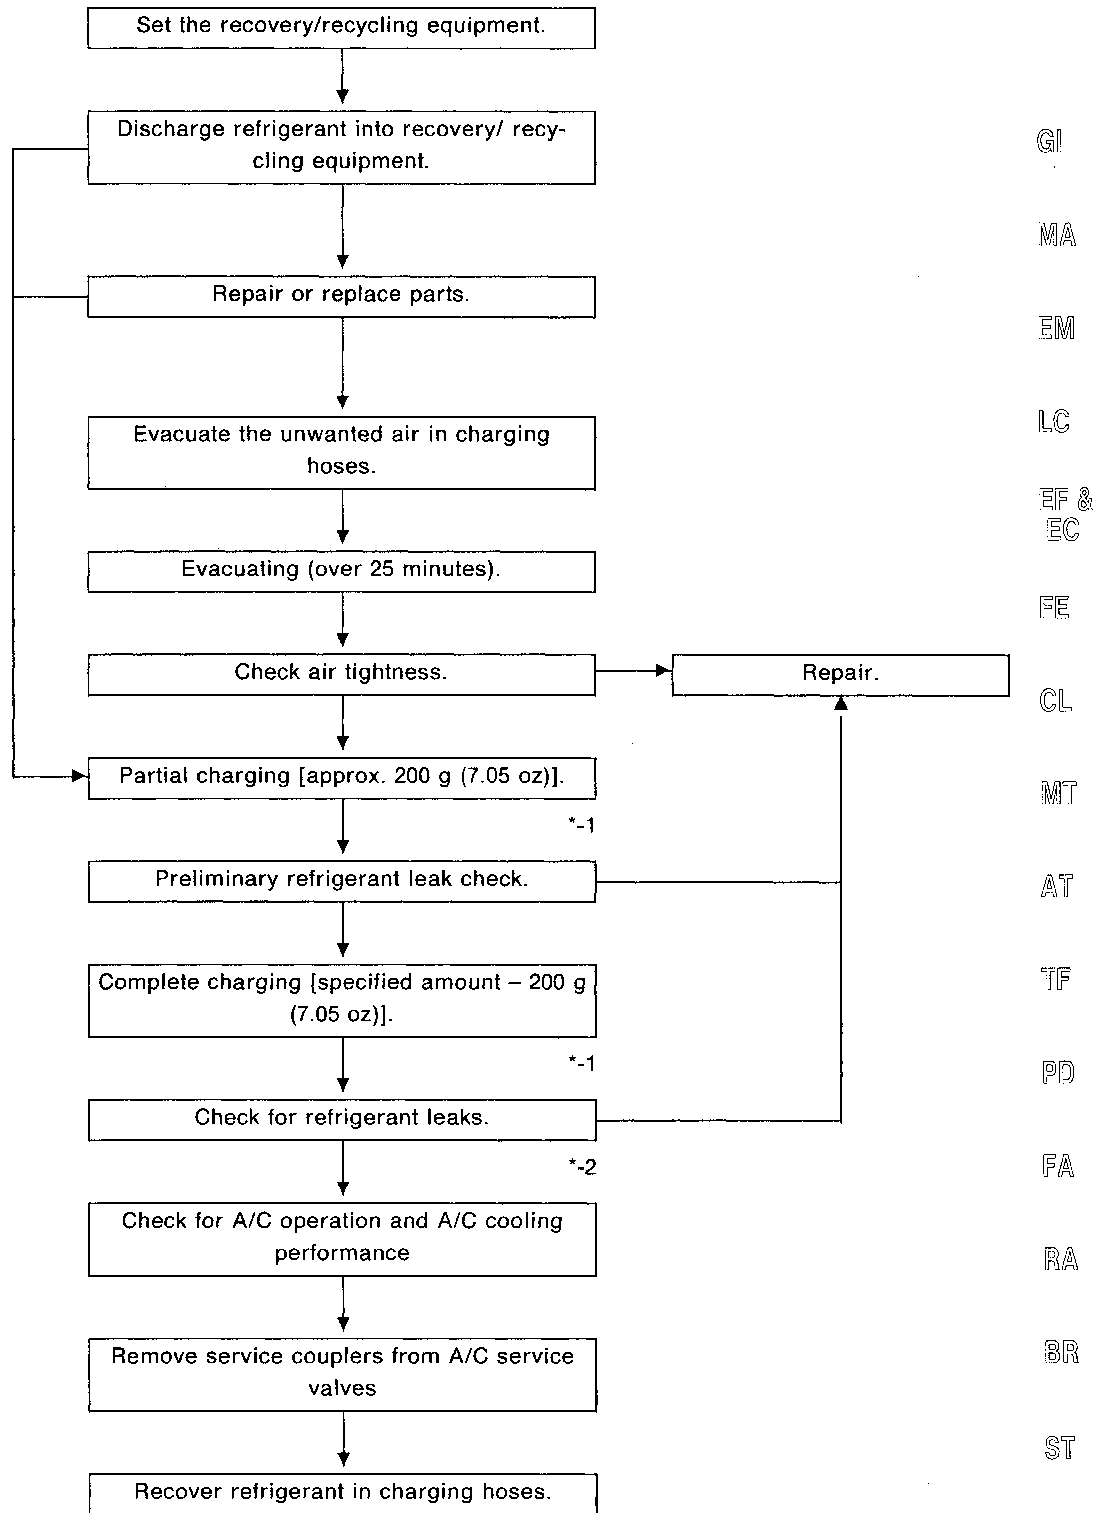 Set the recovery/recycling equipment.
Discharge refrigerant into recovery/ recy-
cling equipment.
Repair or replace parts.
Evacuate the unwanted air in charging
hoses.
Evacuating (over 25 minutes).
Check air tightness.
Repair.
Partial charging [approx. 200 g (7.05 oz)].
*-1
Preliminary refrigerant leak check.
Complete charging [specified amount – 200 g
(7.05 oz)].
*-1
Check for refrigerant leaks.
*-2
Check for A/C operation and A/C cooling
performance
Remove service couplers from A/C service
valves
Recover refrigerant in charging hoses.
GI
MA
EM
LC
EF &
EC
FE
CL
MT
AT
TF
PD
FA
RA
BR
ST